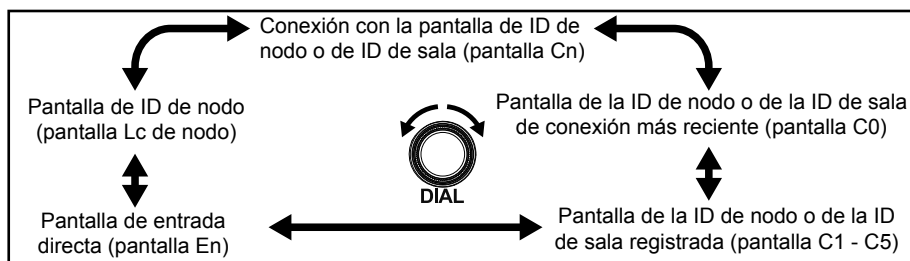 Conexión con la pantalla de ID de
nodo o de ID de sala (pantalla Cn)
Pantalla de ID de nodo
(pantalla Lc de nodo)
Pantalla de la ID de nodo o de la ID de sala
de conexión más reciente (pantalla C0)
DIAL
Pantalla de entrada
directa (pantalla En)
Pantalla de la ID de nodo o de la ID
de sala registrada (pantalla C1 - C5)